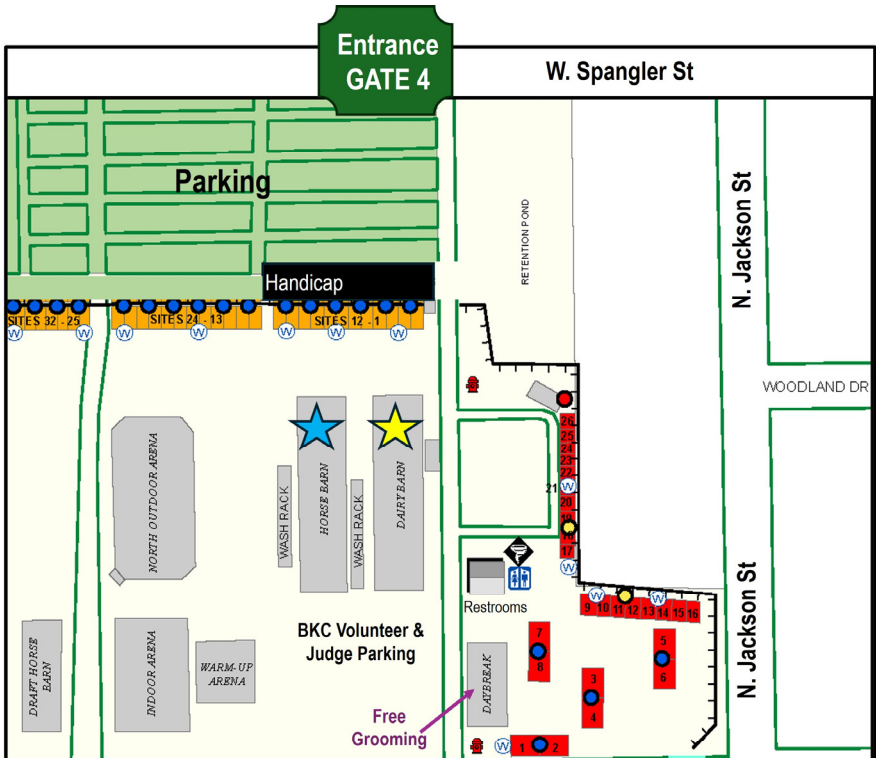 Entrance
GATE 4
W. Spangler St
Parking
RETENTION POND
N. Jackson St
Handicap
SITES 32 - 25
SITES 24 - 13
SITES 12 - 1
W
W
W
W
W
W
WOODLAND DR
NORTH OUTDOOR ARENA
WASH RACK
HORSE BARN
WASH RACK
DAIRY BARN
26
25
24
23
22
21
W
20
19
18
17
W
Restrooms
W
W
9
10
11
12
13
14
15
16
N. Jackson St
DRAFT HORSE
BARN
INDOOR ARENA
WARM-UP
ARENA
BKC Volunteer &
Judge Parking
DAYBREAK
Free
Grooming
7
8
5
6
3
4
W
1
2